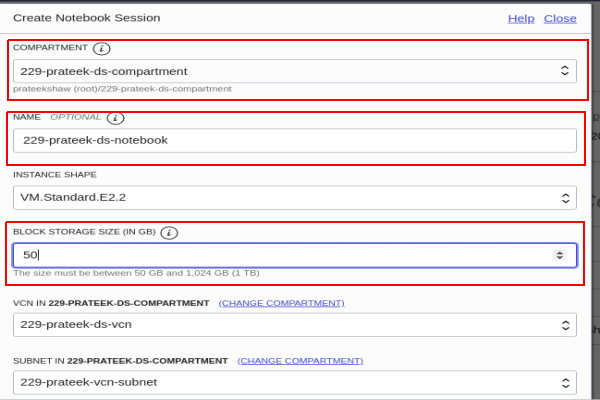 Create Notebook Session
Help Close
COMPARTMENT i
229-prateek-ds-compartment
prateekshaw (root)/229-prateek-ds-compartment
NAME OPTIONAL i
229-prateek-ds-notebook
INSTANCE SHAPE
VM.Standard.E2.2
BLOCK STORAGE SIZE (IN GB) i
50
The size must be between 50 GB and 1,024 GB (1 TB)
VCN IN 229-PRATEEK-DS-COMPARTMENT (CHANGE COMPARTMENT)
229-prateek-ds-vcn
SUBNET IN 229-PRATEEK-DS-COMPARTMENT (CHANGE COMPARTMENT)
229-prateek-vcn-subnet